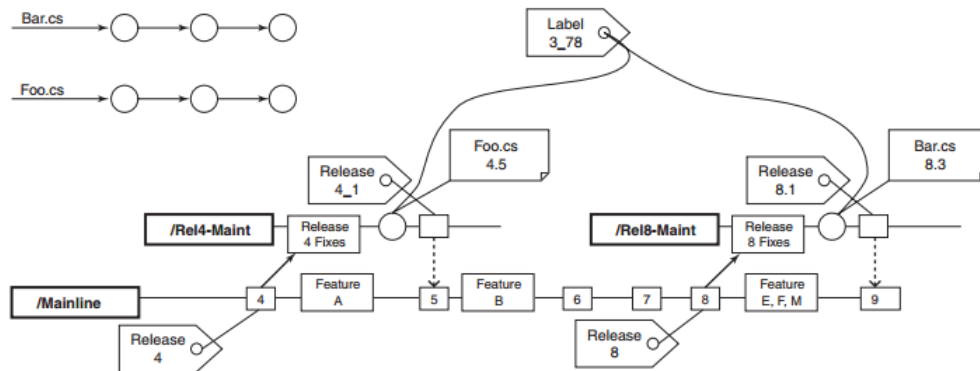 Bar.cs
Foo.cs
Label
3_78
Foo.cs
4.5
Bar.cs
8.3
Release
4_1
Release
8.1
/Rel4-Maint
Release
4 Fixes
/Rel8-Maint
Release
8 Fixes
/Mainline
4
Feature
A
5
Feature
B
6
7
8
Feature
E, F, M
9
Release
4
Release
8